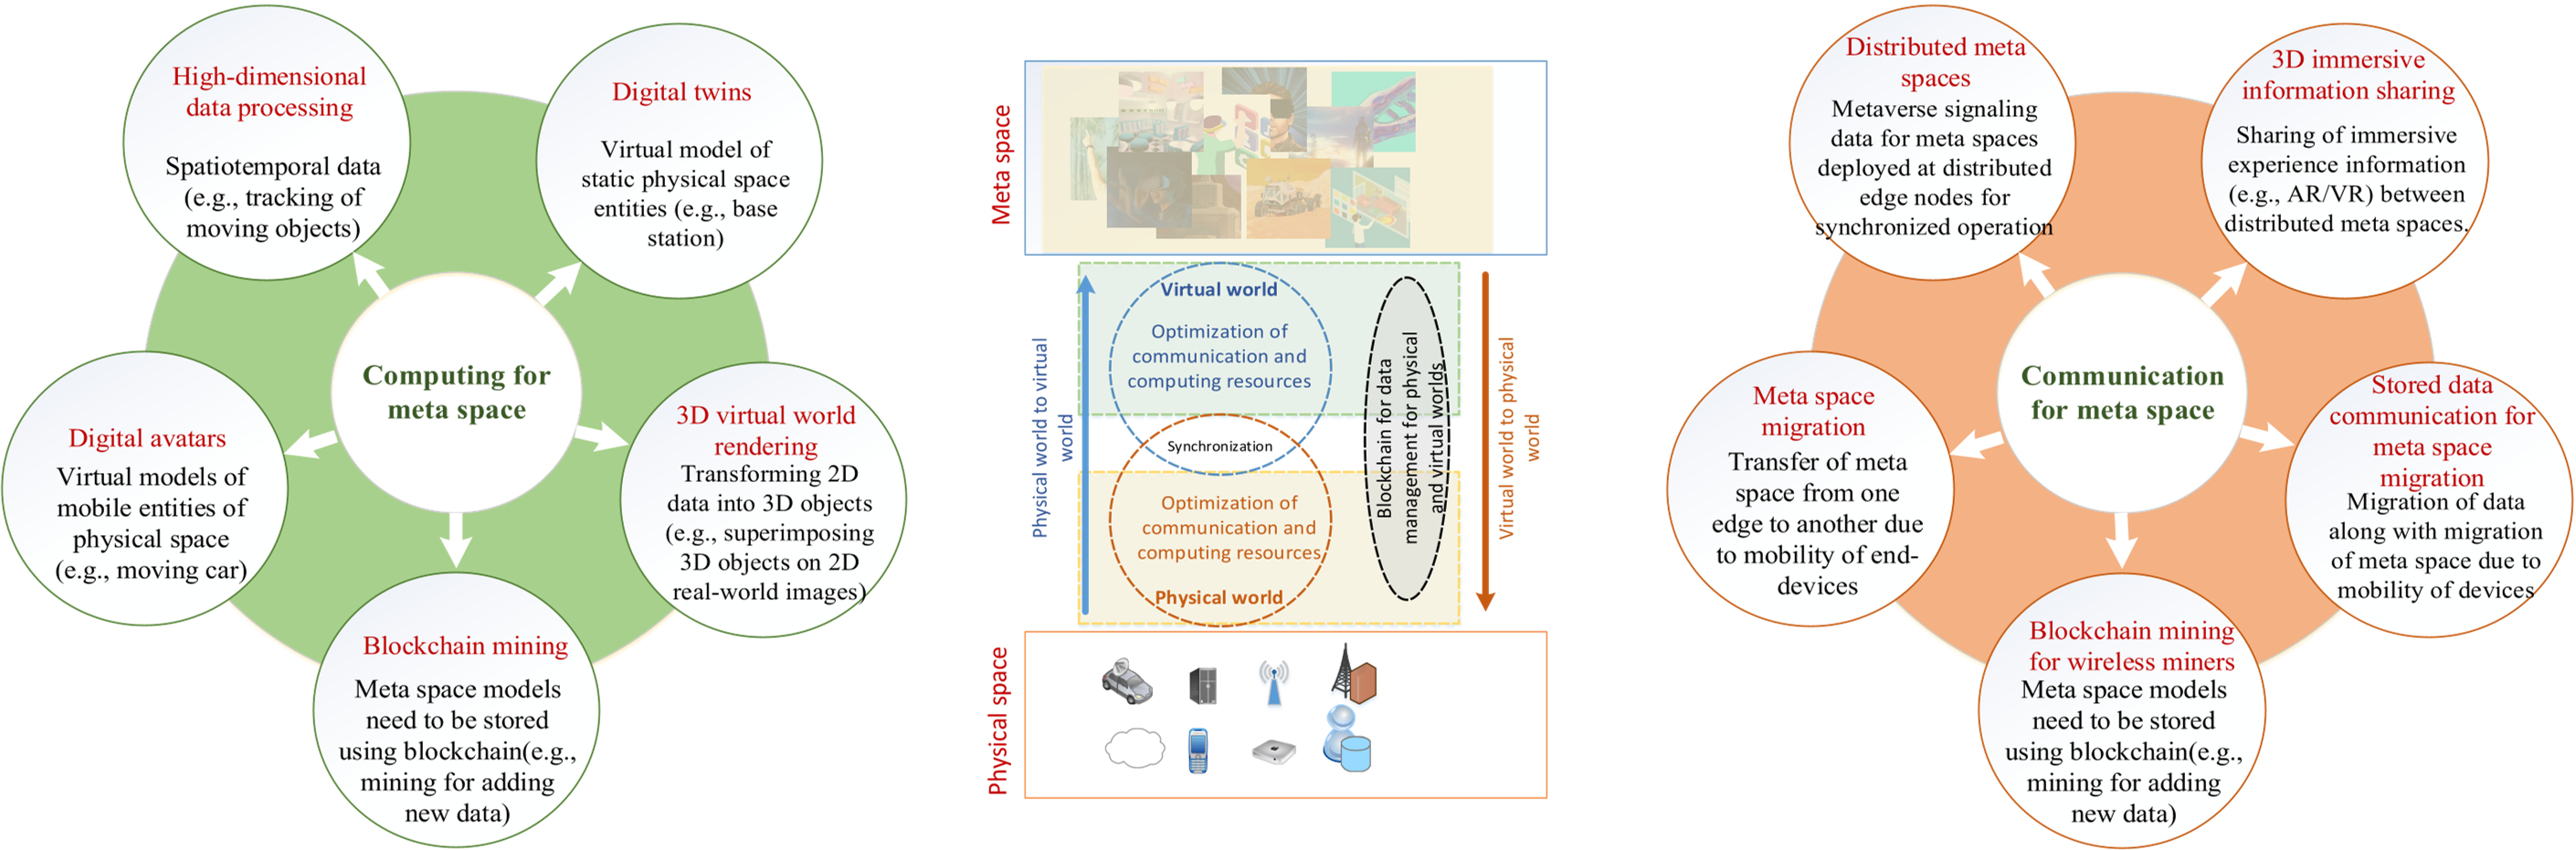 High-dimensional
data processing
Spatiotemporal data
(e.g., tracking of
moving objects)
Digital twins
Virtual model of
static physical space
entities (e.g., base
station)
Computing for
meta space
Digital avatars
Virtual models of
mobile entities of
physical space
(e.g., moving car)
3D virtual world
rendering
Transforming 2D
data into 3D objects
(e.g., superimposing
3D objects on 2D
real-world images)
Blockchain mining
Meta space models
need to be stored
using blockchain(e.g.,
mining for adding
new data)
Meta space
Physical world to virtual
world
Virtual world
Optimization of
communication and
computing resources
Synchronization
Optimization of
communication and
computing resources
Physical world
Blockchain for data
management for physical
and virtual worlds
Virtual world to physical
world
Physical space
Distributed meta
spaces
Metaverse signaling
data for meta spaces
deployed at distributed
edge nodes for
synchronized operation
3D immersive
information sharing
Sharing of immersive
experience information
(e.g., AR/VR) between
distributed meta spaces.
Communication
for meta space
Meta space
migration
Transfer of meta
space from one
edge to another due
to mobility of end-
devices
Stored data
communication for
meta space
migration
Migration of data
along with migration
of meta space due to
mobility of devices
Blockchain mining
for wireless miners
Meta space models
need to be stored
using blockchain(e.g.,
mining for adding
new data)